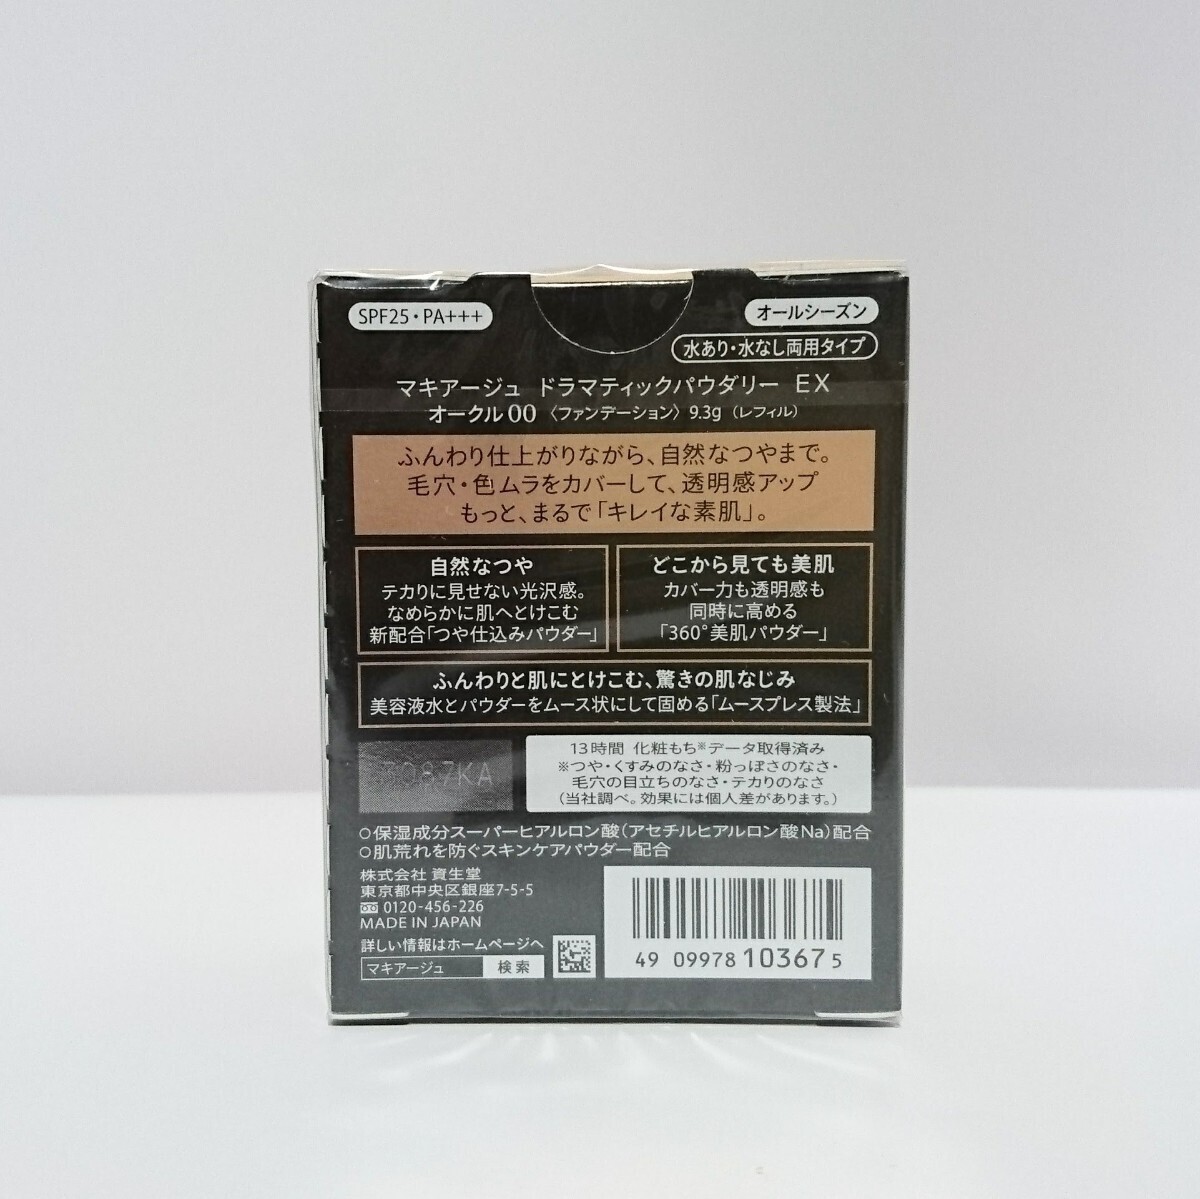 SPF25・PA+++
オールシーズン
水あり・水なし両用タイプ
マキアージュ ドラマティックパウダリー EX
オークル00 〈ファンデーション〉 9.3g (レフィル)
ふんわり仕上がりながら、自然なつやまで。
毛穴・色ムラをカバーして、透明感アップ
もっと、まるで「キレイな素肌」。
自然なつや
テカリに見せない光沢感。
なめらかに肌へとけこむ
新配合「つや仕込みパウダー」
どこから見ても美肌
カバー力も透明感も
同時に高める
「360°美肌パウダー」
ふんわりと肌にとけこむ、驚きの肌なじみ
美容液水とパウダーをムース状にして固める「ムースプレス製法」
13時間 化粧もち※データ取得済み
※つや・くすみのなさ・粉っぽさのなさ・
毛穴の目立ちのなさ・テカリのなさ
(当社調べ。効果には個人差があります。)
○保湿成分スーパーヒアルロン酸(アセチルヒアルロン酸Na)配合
○肌荒れを防ぐスキンケアパウダー配合
株式会社 資生堂
東京都中央区銀座7-5-5
0120-456-226
MADE IN JAPAN
詳しい情報はホームページへ
マキアージュ 検索
49 09978 103675